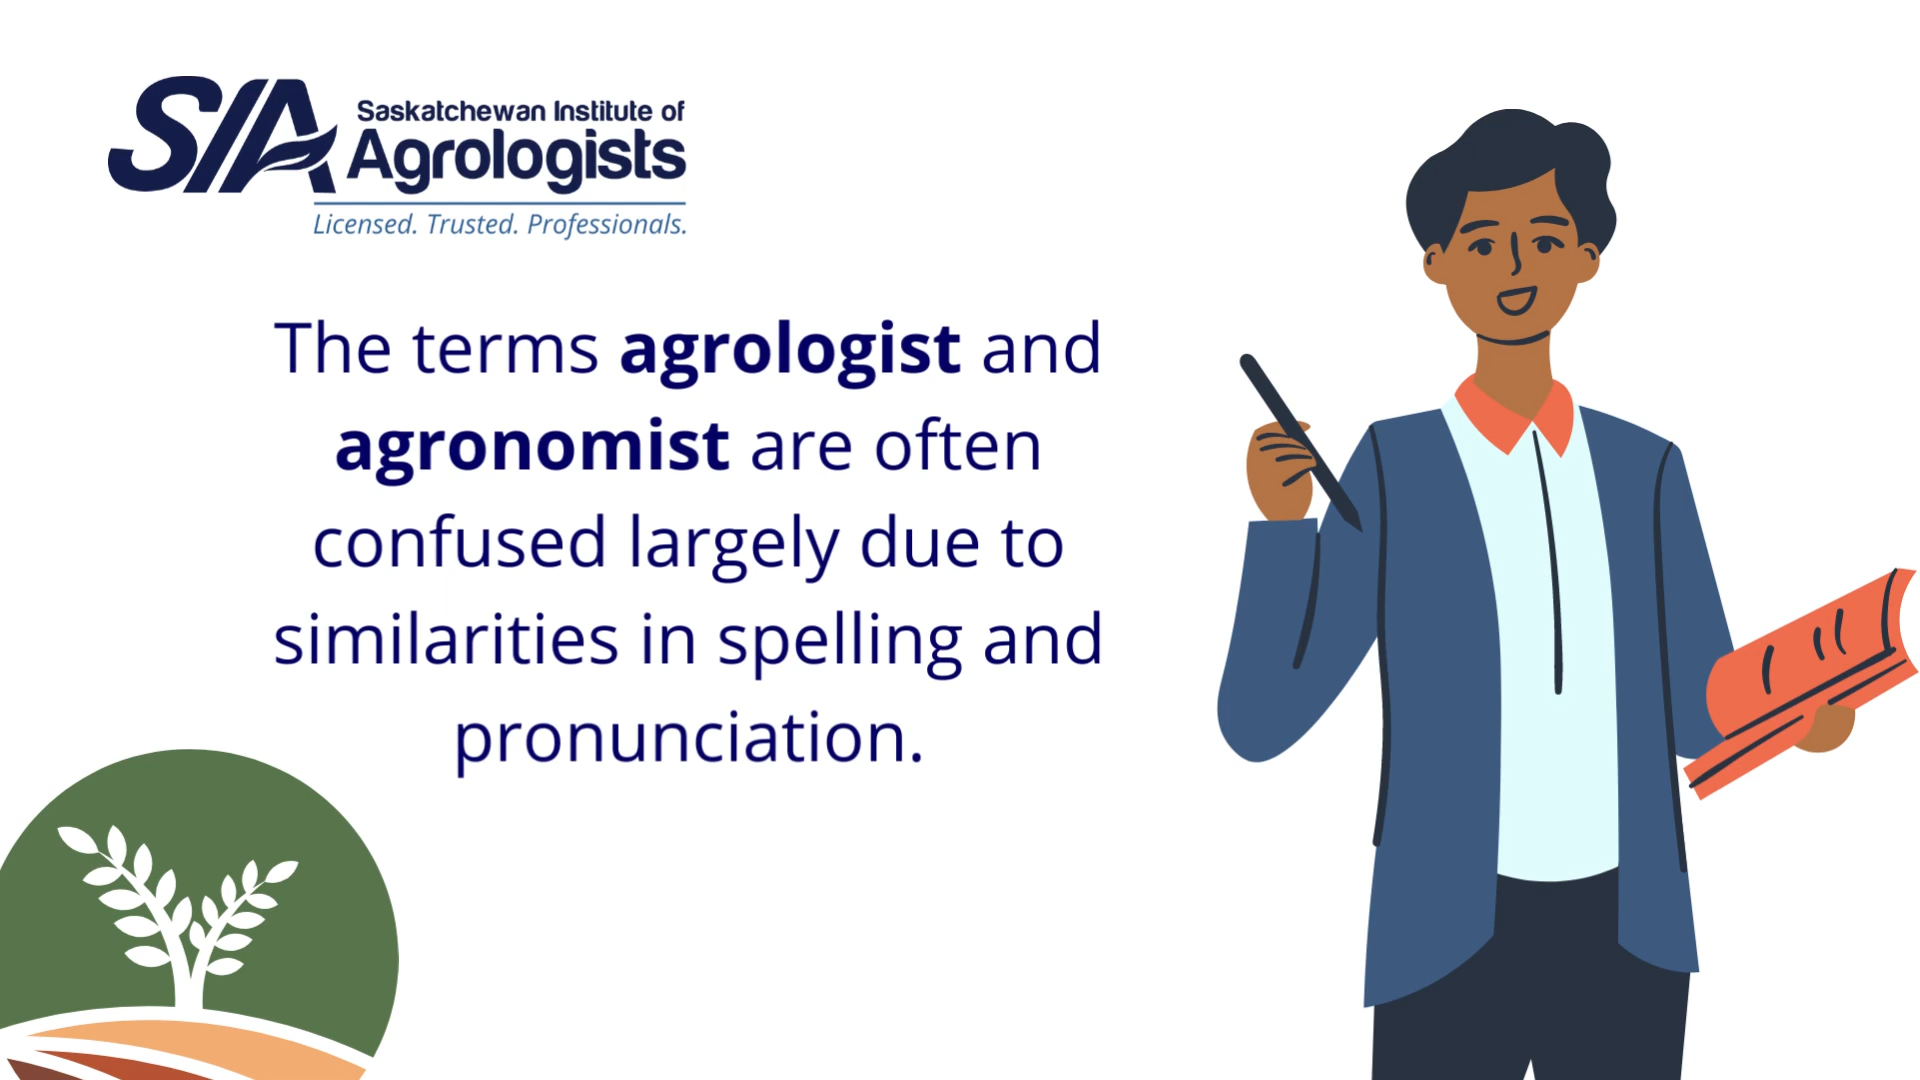 SIA
Saskatchewan Institute of
Agrologists
Licensed. Trusted. Professionals.
The terms agrologist and
agronomist are often
confused largely due to
similarities in spelling and
pronunciation.